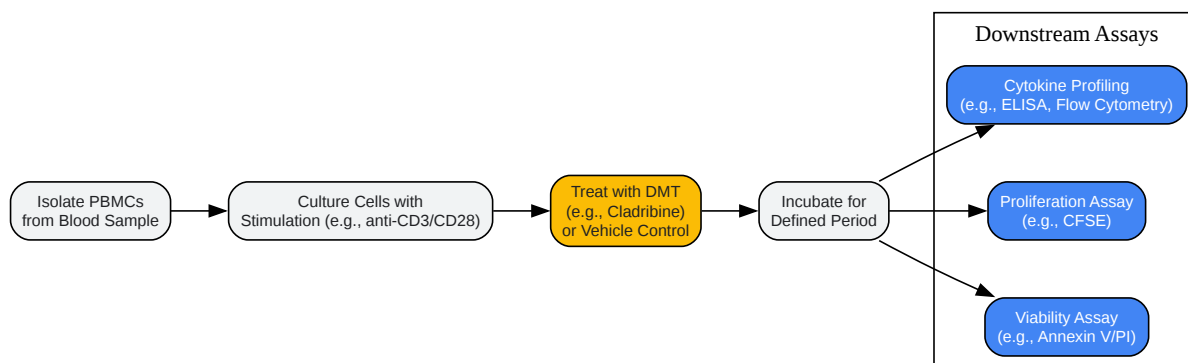 Isolate PBMCs
from Blood Sample
Culture Cells with
Stimulation (e.g., anti-CD3/CD28)
Treat with DMT
(e.g., Cladribine)
or Vehicle Control
Incubate for
Defined Period
Downstream Assays
Cytokine Profiling
(e.g., ELISA, Flow Cytometry)
Proliferation Assay
(e.g., CFSE)
Viability Assay
(e.g., Annexin V/PI)